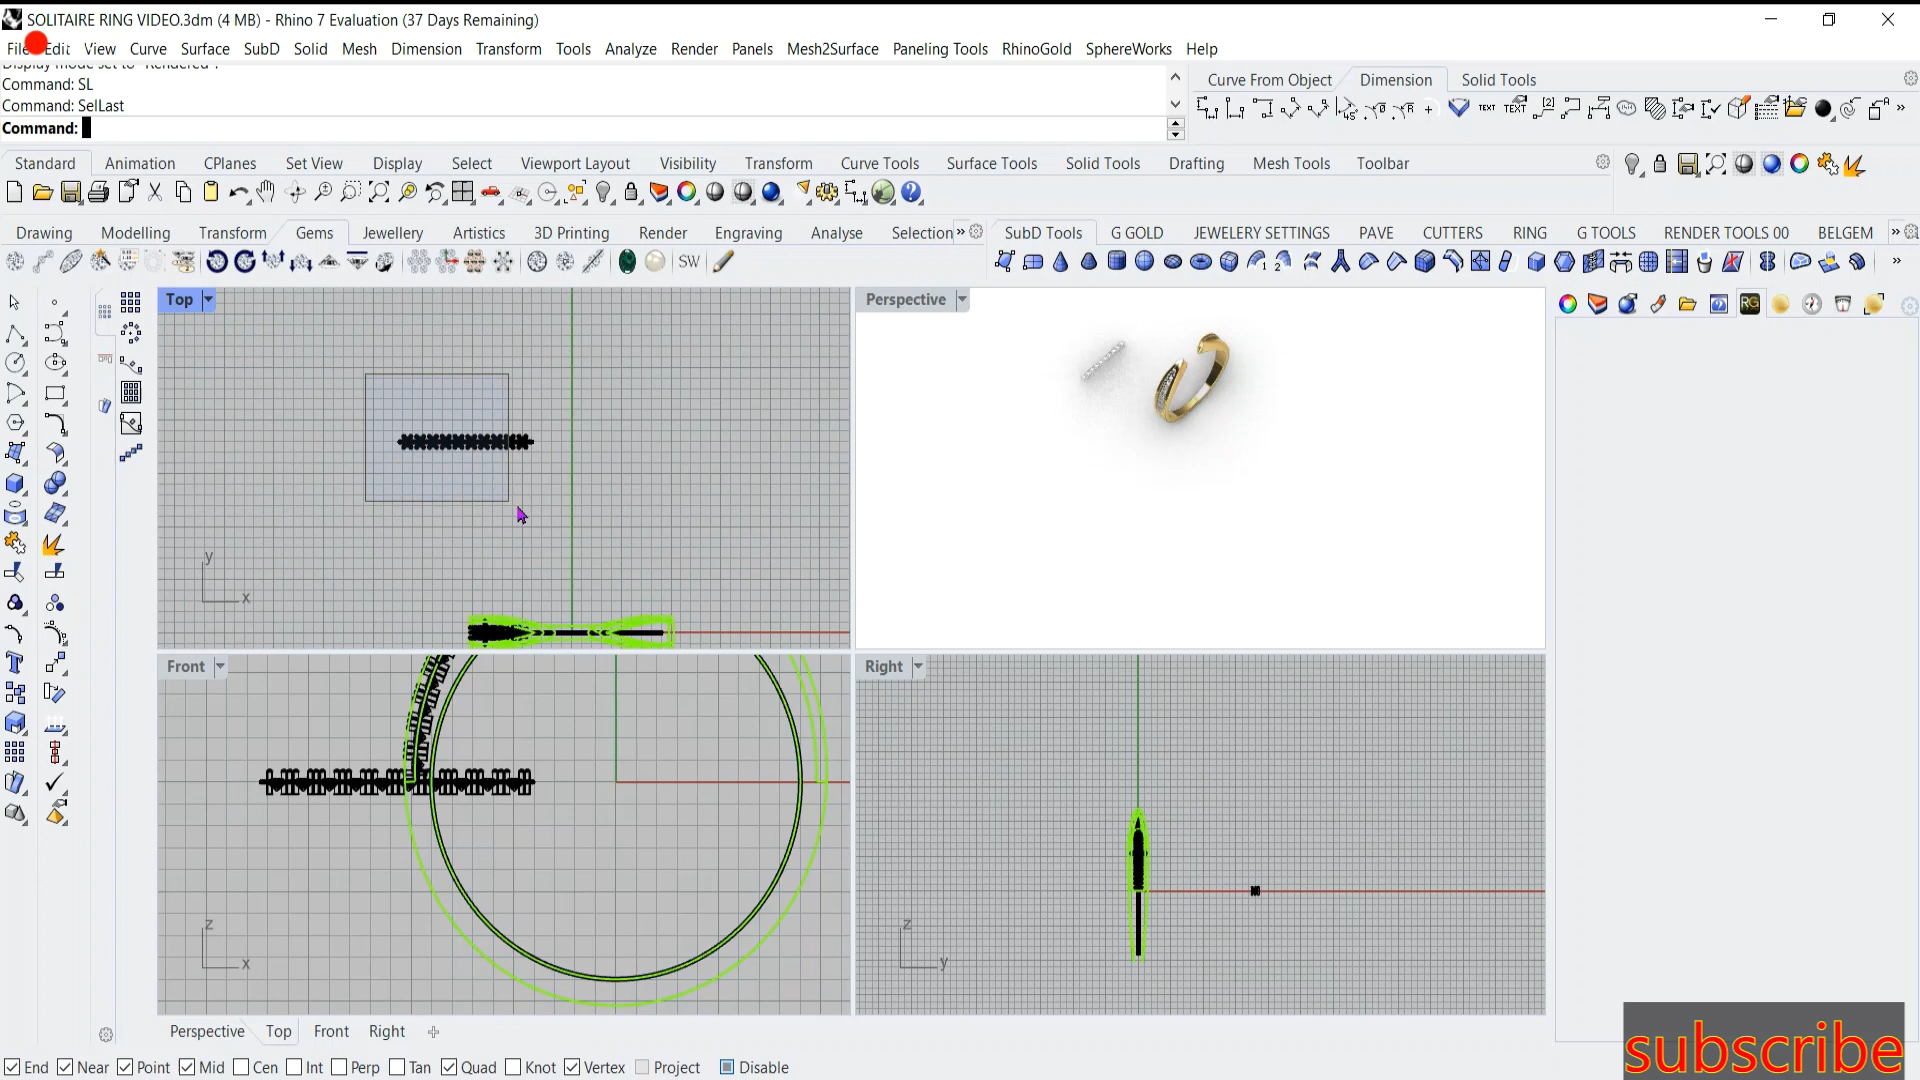 SOLITAIRE RING VIDEO.3dm (4 MB) - Rhino 7 Evaluation (37 Days Remaining)
File Edit View Curve Surface SubD Solid Mesh Dimension Transform Tools Analyze Render Panels Mesh2Surface Paneling Tools RhinoGold SphereWorks Help
Display mode set to "Rendered".
Command: SL
Command: SelLast
Command:
Curve From Object Dimension Solid Tools
Standard Animation CPlanes Set View Display Select Viewport Layout Visibility Transform Curve Tools Surface Tools Solid Tools Drafting Mesh Tools Toolbar
Drawing Modelling Transform Gems Jewellery Artistics 3D Printing Render Engraving Analyse Selection »
SubD Tools G GOLD JEWELERY SETTINGS PAVE CUTTERS RING G TOOLS RENDER TOOLS 00 BELGEM »
SW
Top
Perspective
y
x
Front
Right
z
x
z
y
Perspective Top Front Right
End Near Point Mid Cen Int Perp Tan Quad Knot Vertex Project Disable
subscribe